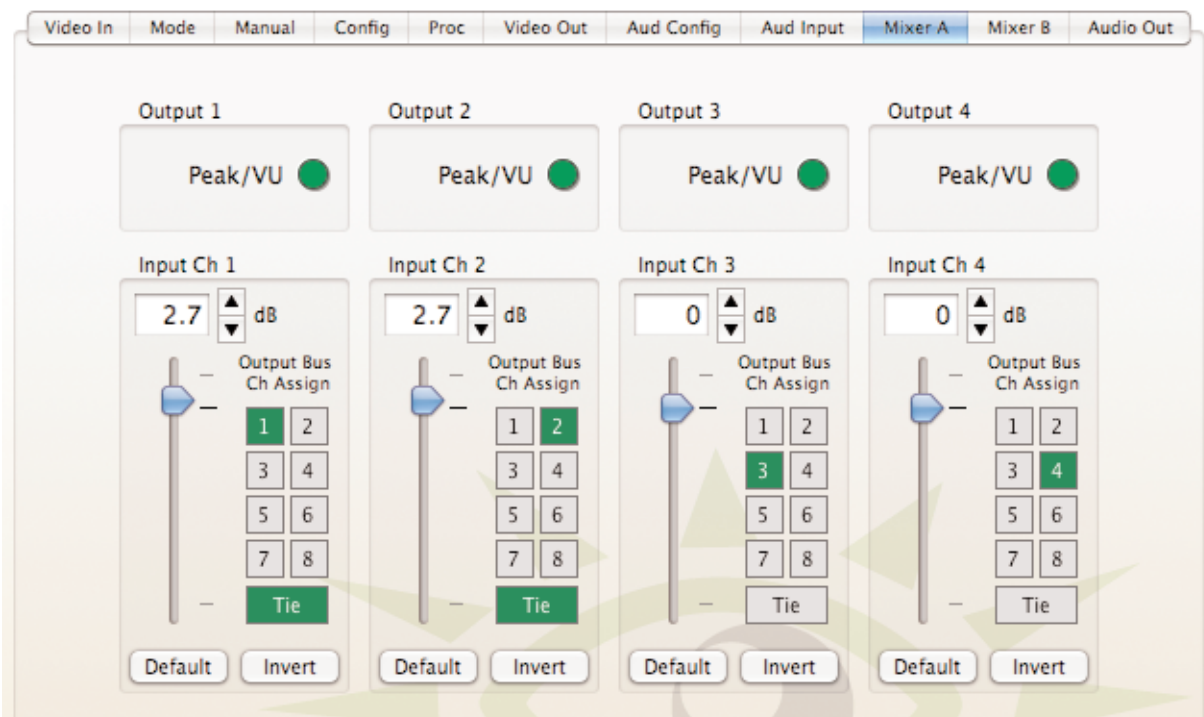 Video In Mode Manual Config Proc Video Out Aud Config Aud Input Mixer A Mixer B Audio Out
Output 1 Output 2 Output 3 Output 4
Peak/VU Peak/VU Peak/VU Peak/VU
Input Ch 1 Input Ch 2 Input Ch 3 Input Ch 4
2.7 dB 2.7 dB 0 dB 0 dB
Output Bus Output Bus Output Bus Output Bus
Ch Assign Ch Assign Ch Assign Ch Assign
1 2 1 2 1 2 1 2
3 4 3 4 3 4 3 4
5 6 5 6 5 6 5 6
7 8 7 8 7 8 7 8
Tie Tie Tie Tie
Default Invert Default Invert Default Invert Default Invert